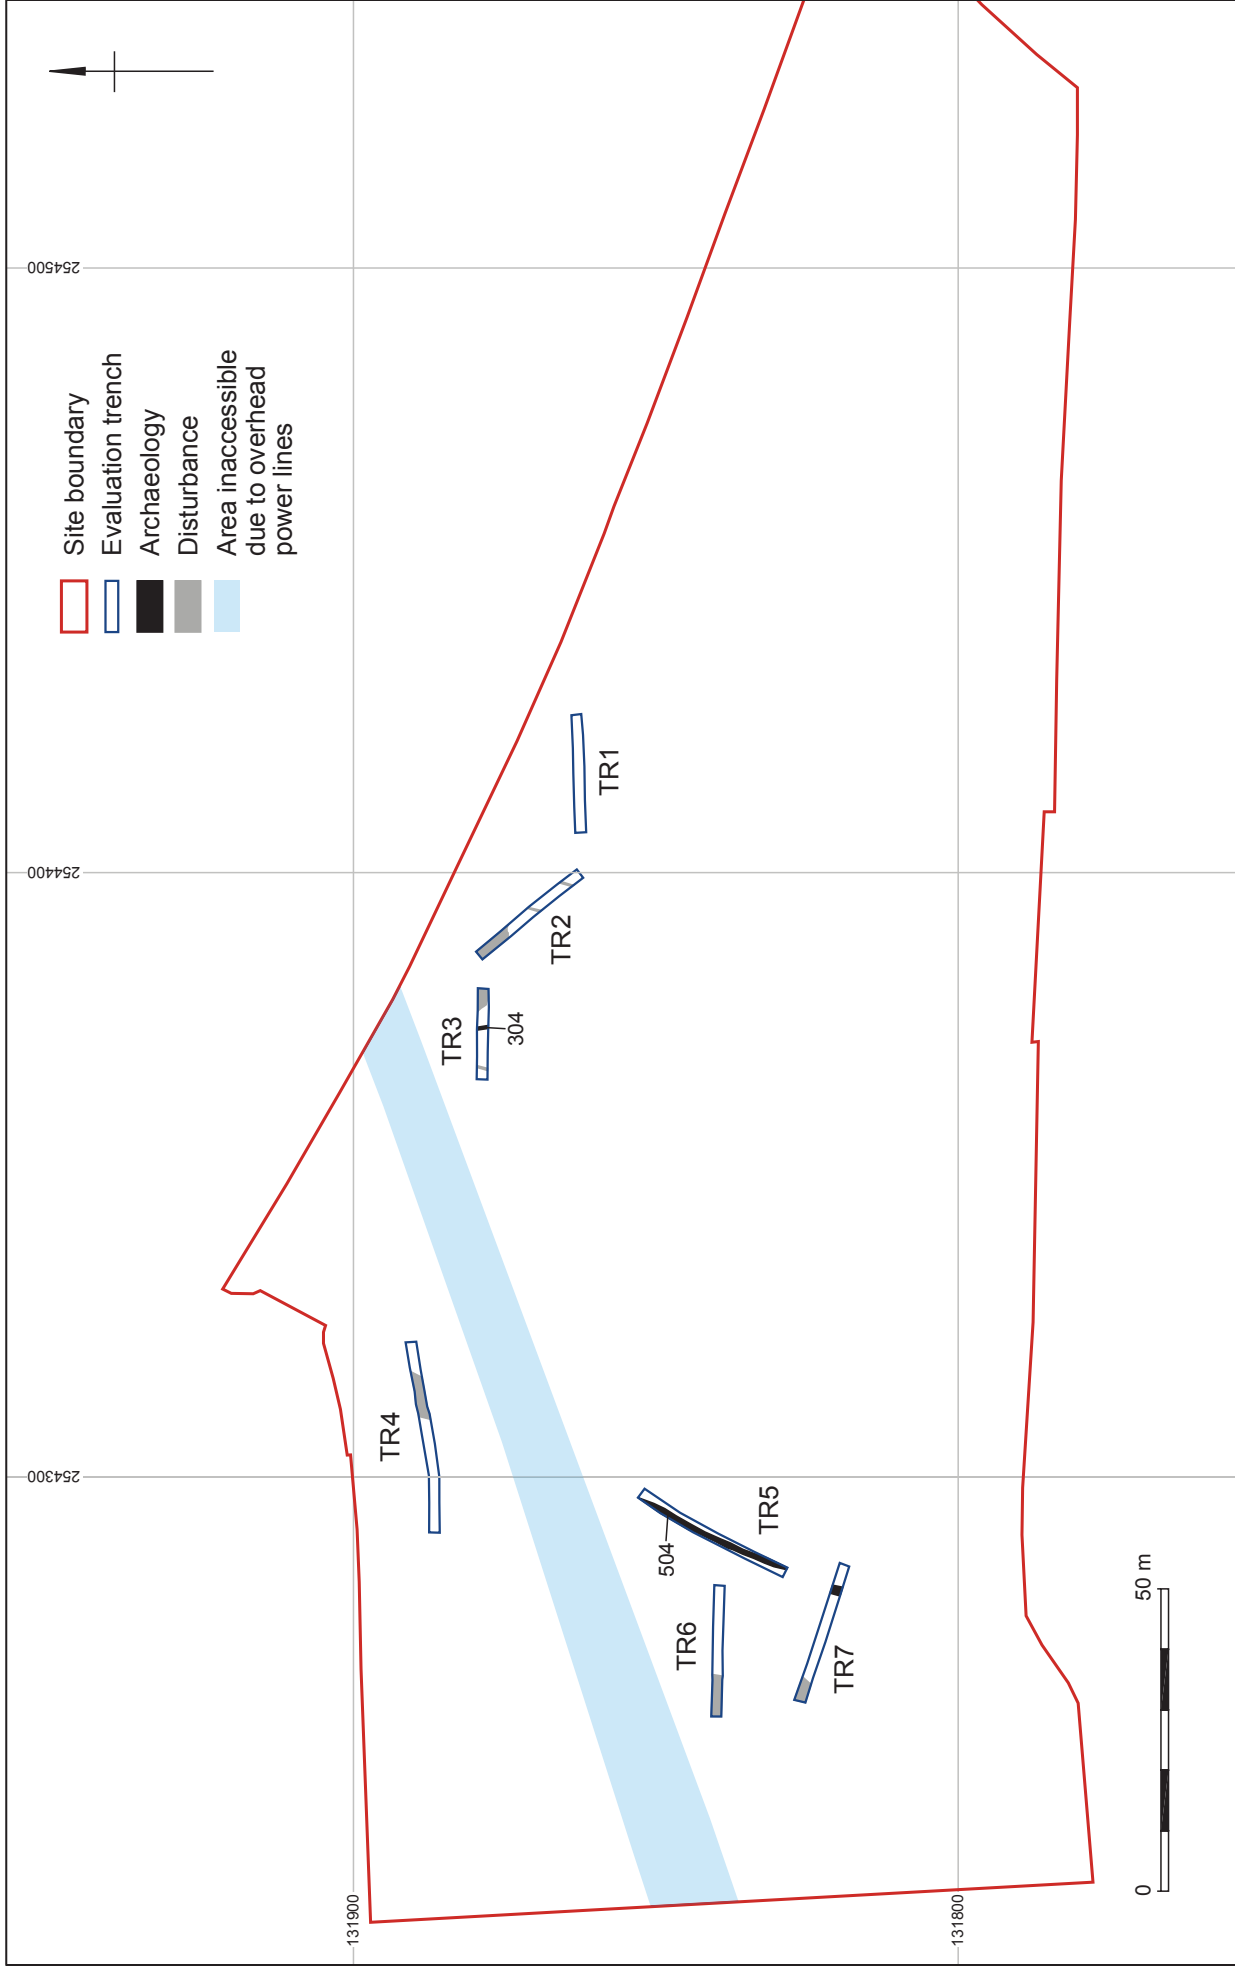 Site boundary
Evaluation trench
Archaeology
Disturbance
Area inaccessible
due to overhead
power lines
254300
254400
254500
131900
131800
TR4
TR3
304
TR2
TR1
504
TR5
TR6
TR7
0
50 m